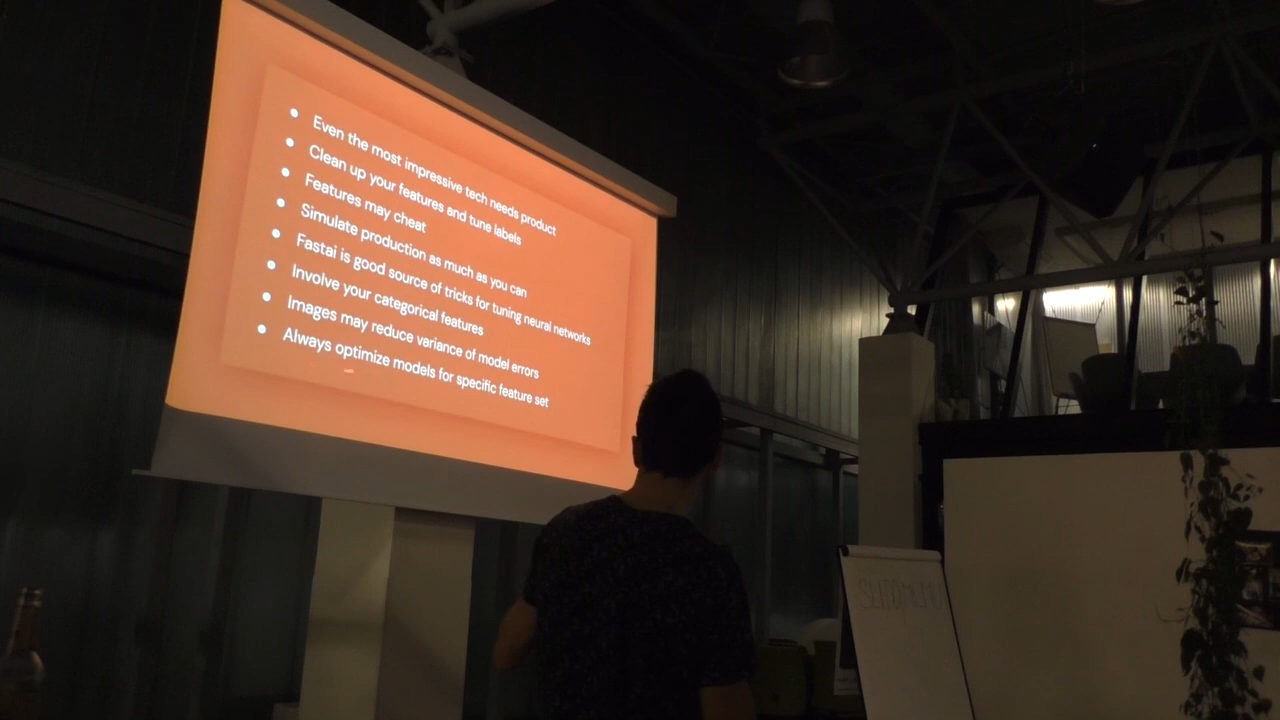 Even the most impressive tech needs product
Clean up your features and tune labels
Features may cheat
Simulate production as much as you can
Fastai is good source of tricks for tuning neural networks
Involve your categorical features
Images may reduce variance of model errors
Always optimize models for specific feature set